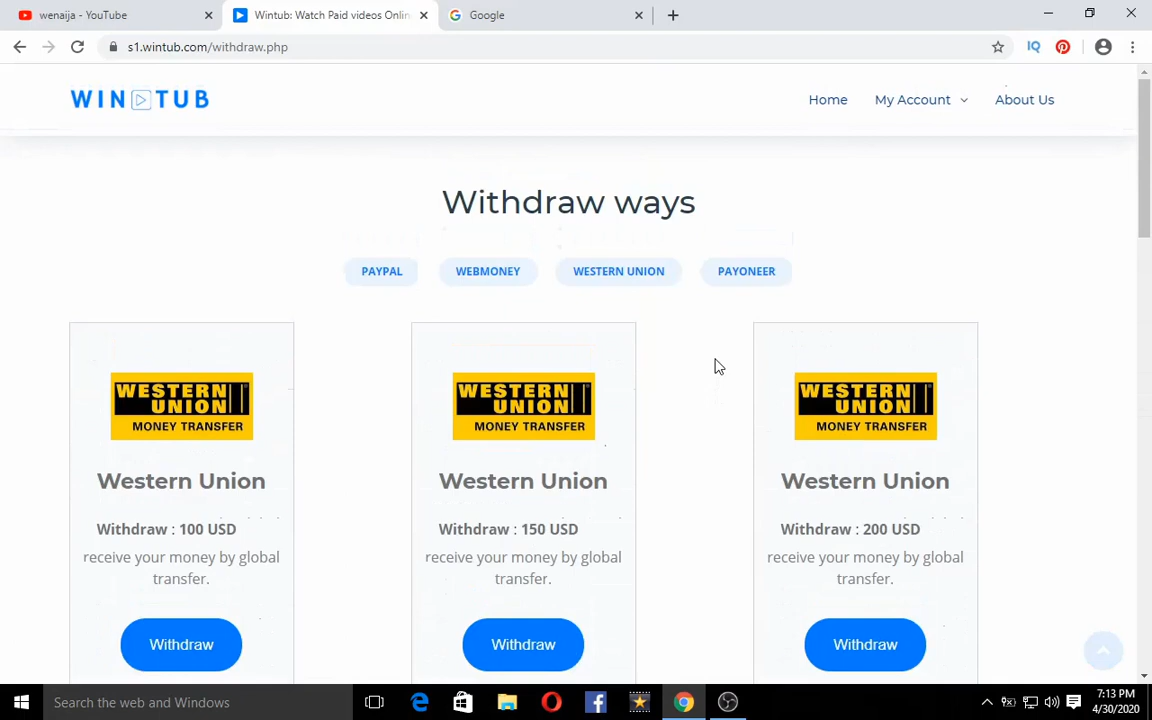 wenaija - YouTube
Wintub: Watch Paid videos Onlin
Google
s1.wintub.com/withdraw.php
IQ
WIN TUB
Home
My Account
About Us
Withdraw ways
PAYPAL
WEBMONEY
WESTERN UNION
PAYONEER
WESTERN UNION
MONEY TRANSFER
Western Union
Withdraw : 100 USD
receive your money by global
transfer.
Withdraw
WESTERN UNION
MONEY TRANSFER
Western Union
Withdraw : 150 USD
receive your money by global
transfer.
Withdraw
WESTERN UNION
MONEY TRANSFER
Western Union
Withdraw : 200 USD
receive your money by global
transfer.
Withdraw
Search the web and Windows
7:13 PM
4/30/2020